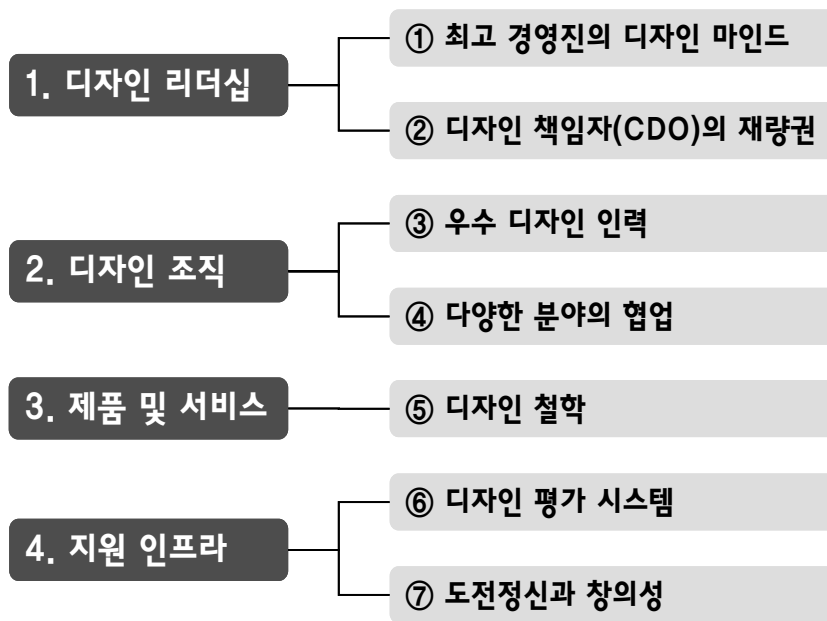 1. 디자인 리더십
① 최고 경영진의 디자인 마인드
② 디자인 책임자(CDO)의 재량권
2. 디자인 조직
③ 우수 디자인 인력
④ 다양한 분야의 협업
3. 제품 및 서비스
⑤ 디자인 철학
4. 지원 인프라
⑥ 디자인 평가 시스템
⑦ 도전정신과 창의성